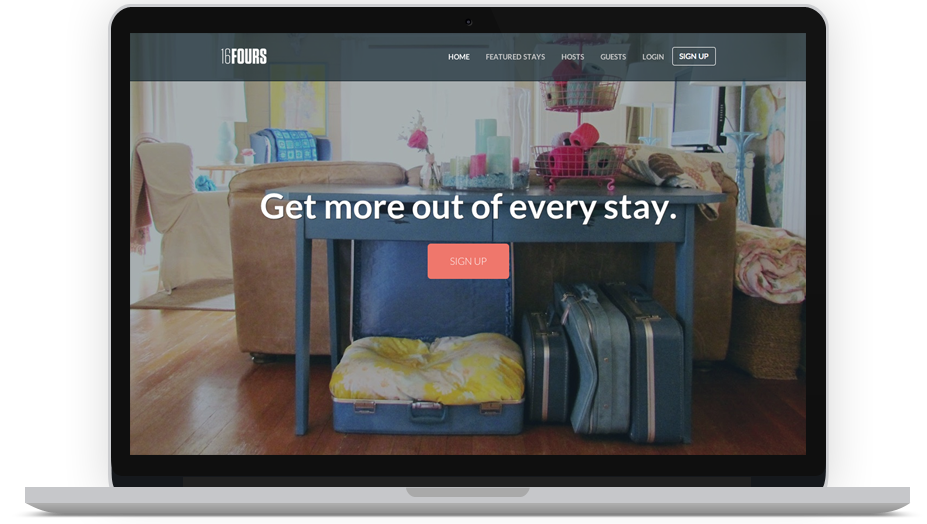 16FOURS
HOME FEATURED STAYS HOSTS GUESTS LOGIN SIGN UP
Get more out of every stay.
SIGN UP